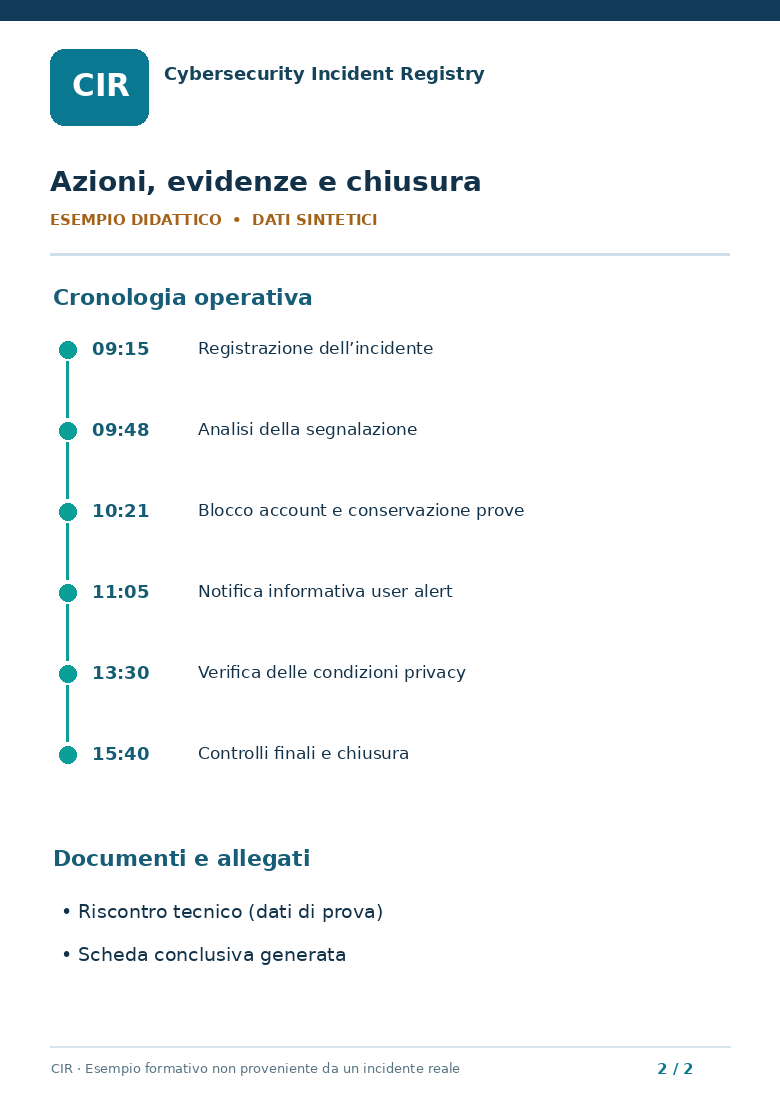 CIR
Cybersecurity Incident Registry
Azioni, evidenze e chiusura
ESEMPIO DIDATTICO • DATI SINTETICI
Cronologia operativa
09:15 Registrazione dell’incidente
09:48 Analisi della segnalazione
10:21 Blocco account e conservazione prove
11:05 Notifica informativa user alert
13:30 Verifica delle condizioni privacy
15:40 Controlli finali e chiusura
Documenti e allegati
• Riscontro tecnico (dati di prova)
• Scheda conclusiva generata
CIR · Esempio formativo non proveniente da un incidente reale 2 / 2